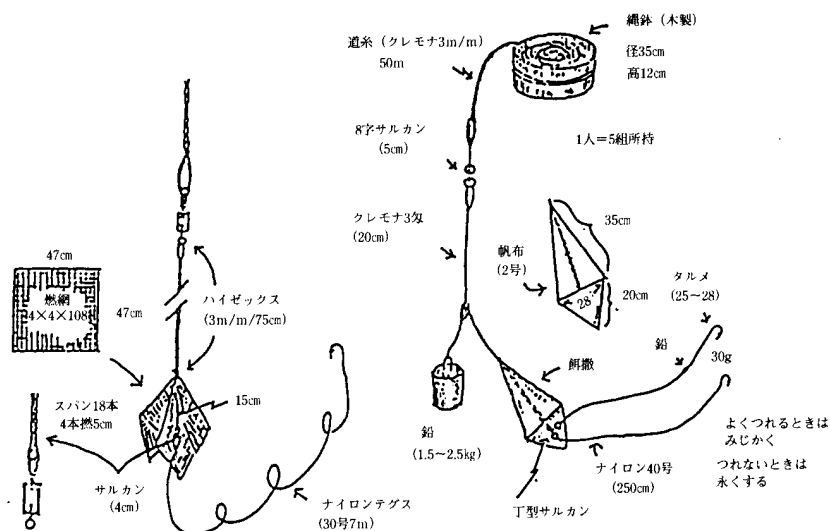 縄鉢（木製）
径35cm
高12cm
道糸（クレモナ3m/m）
50m
8字サルカン
(5cm)
1人＝5組所持
クレモナ3匁
(20cm)
35cm
帆布
(2号)
28
20cm
タルメ
(25〜28)
鉛
30g
餌撒
鉛
(1.5〜2.5kg)
ナイロン40号
(250cm)
丁型サルカン
よくつれるときは
みじかく
つれないときは
永くする
47cm
47cm
燃網
4×4×108
ハイゼックス
(3m/m/75cm)
15cm
スパン18本
4本撚5cm
サルカン
(4cm)
ナイロンテグス
(30号7m)